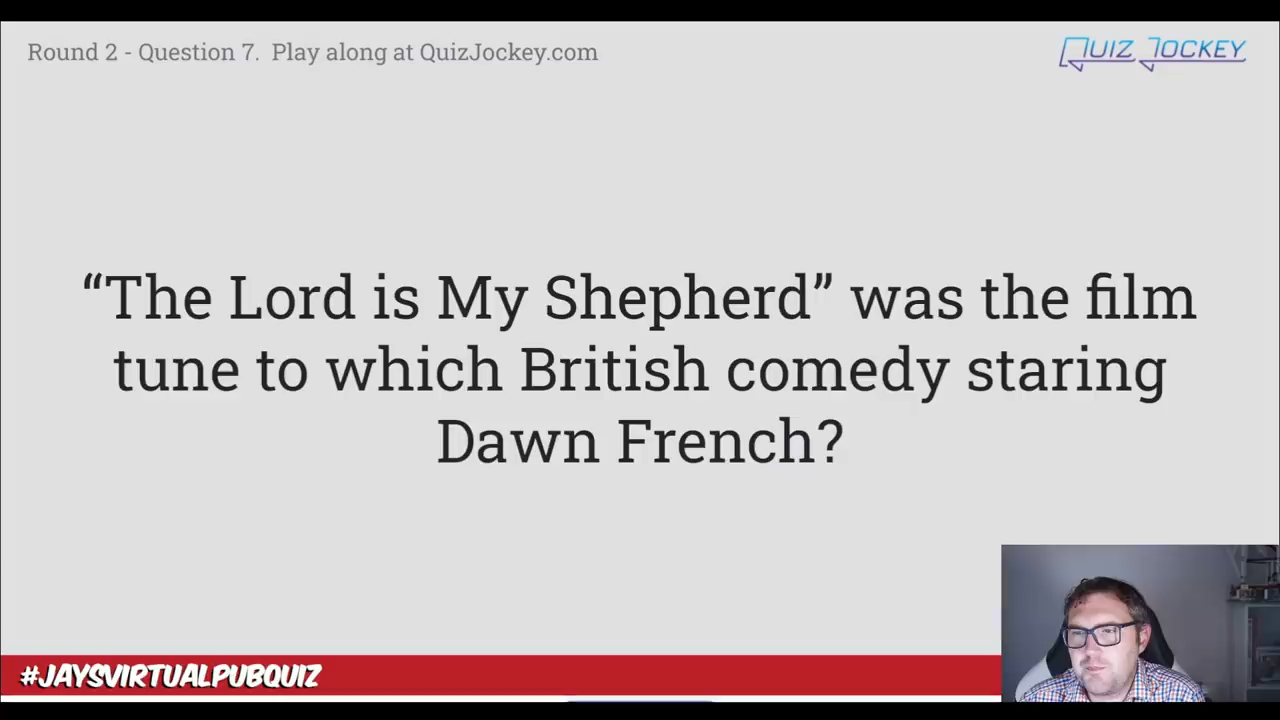 Round 2 - Question 7. Play along at QuizJockey.com
QUIZ JOCKEY
“The Lord is My Shepherd” was the film
tune to which British comedy staring
Dawn French?
#JAYSVIRTUALPUBQUIZ